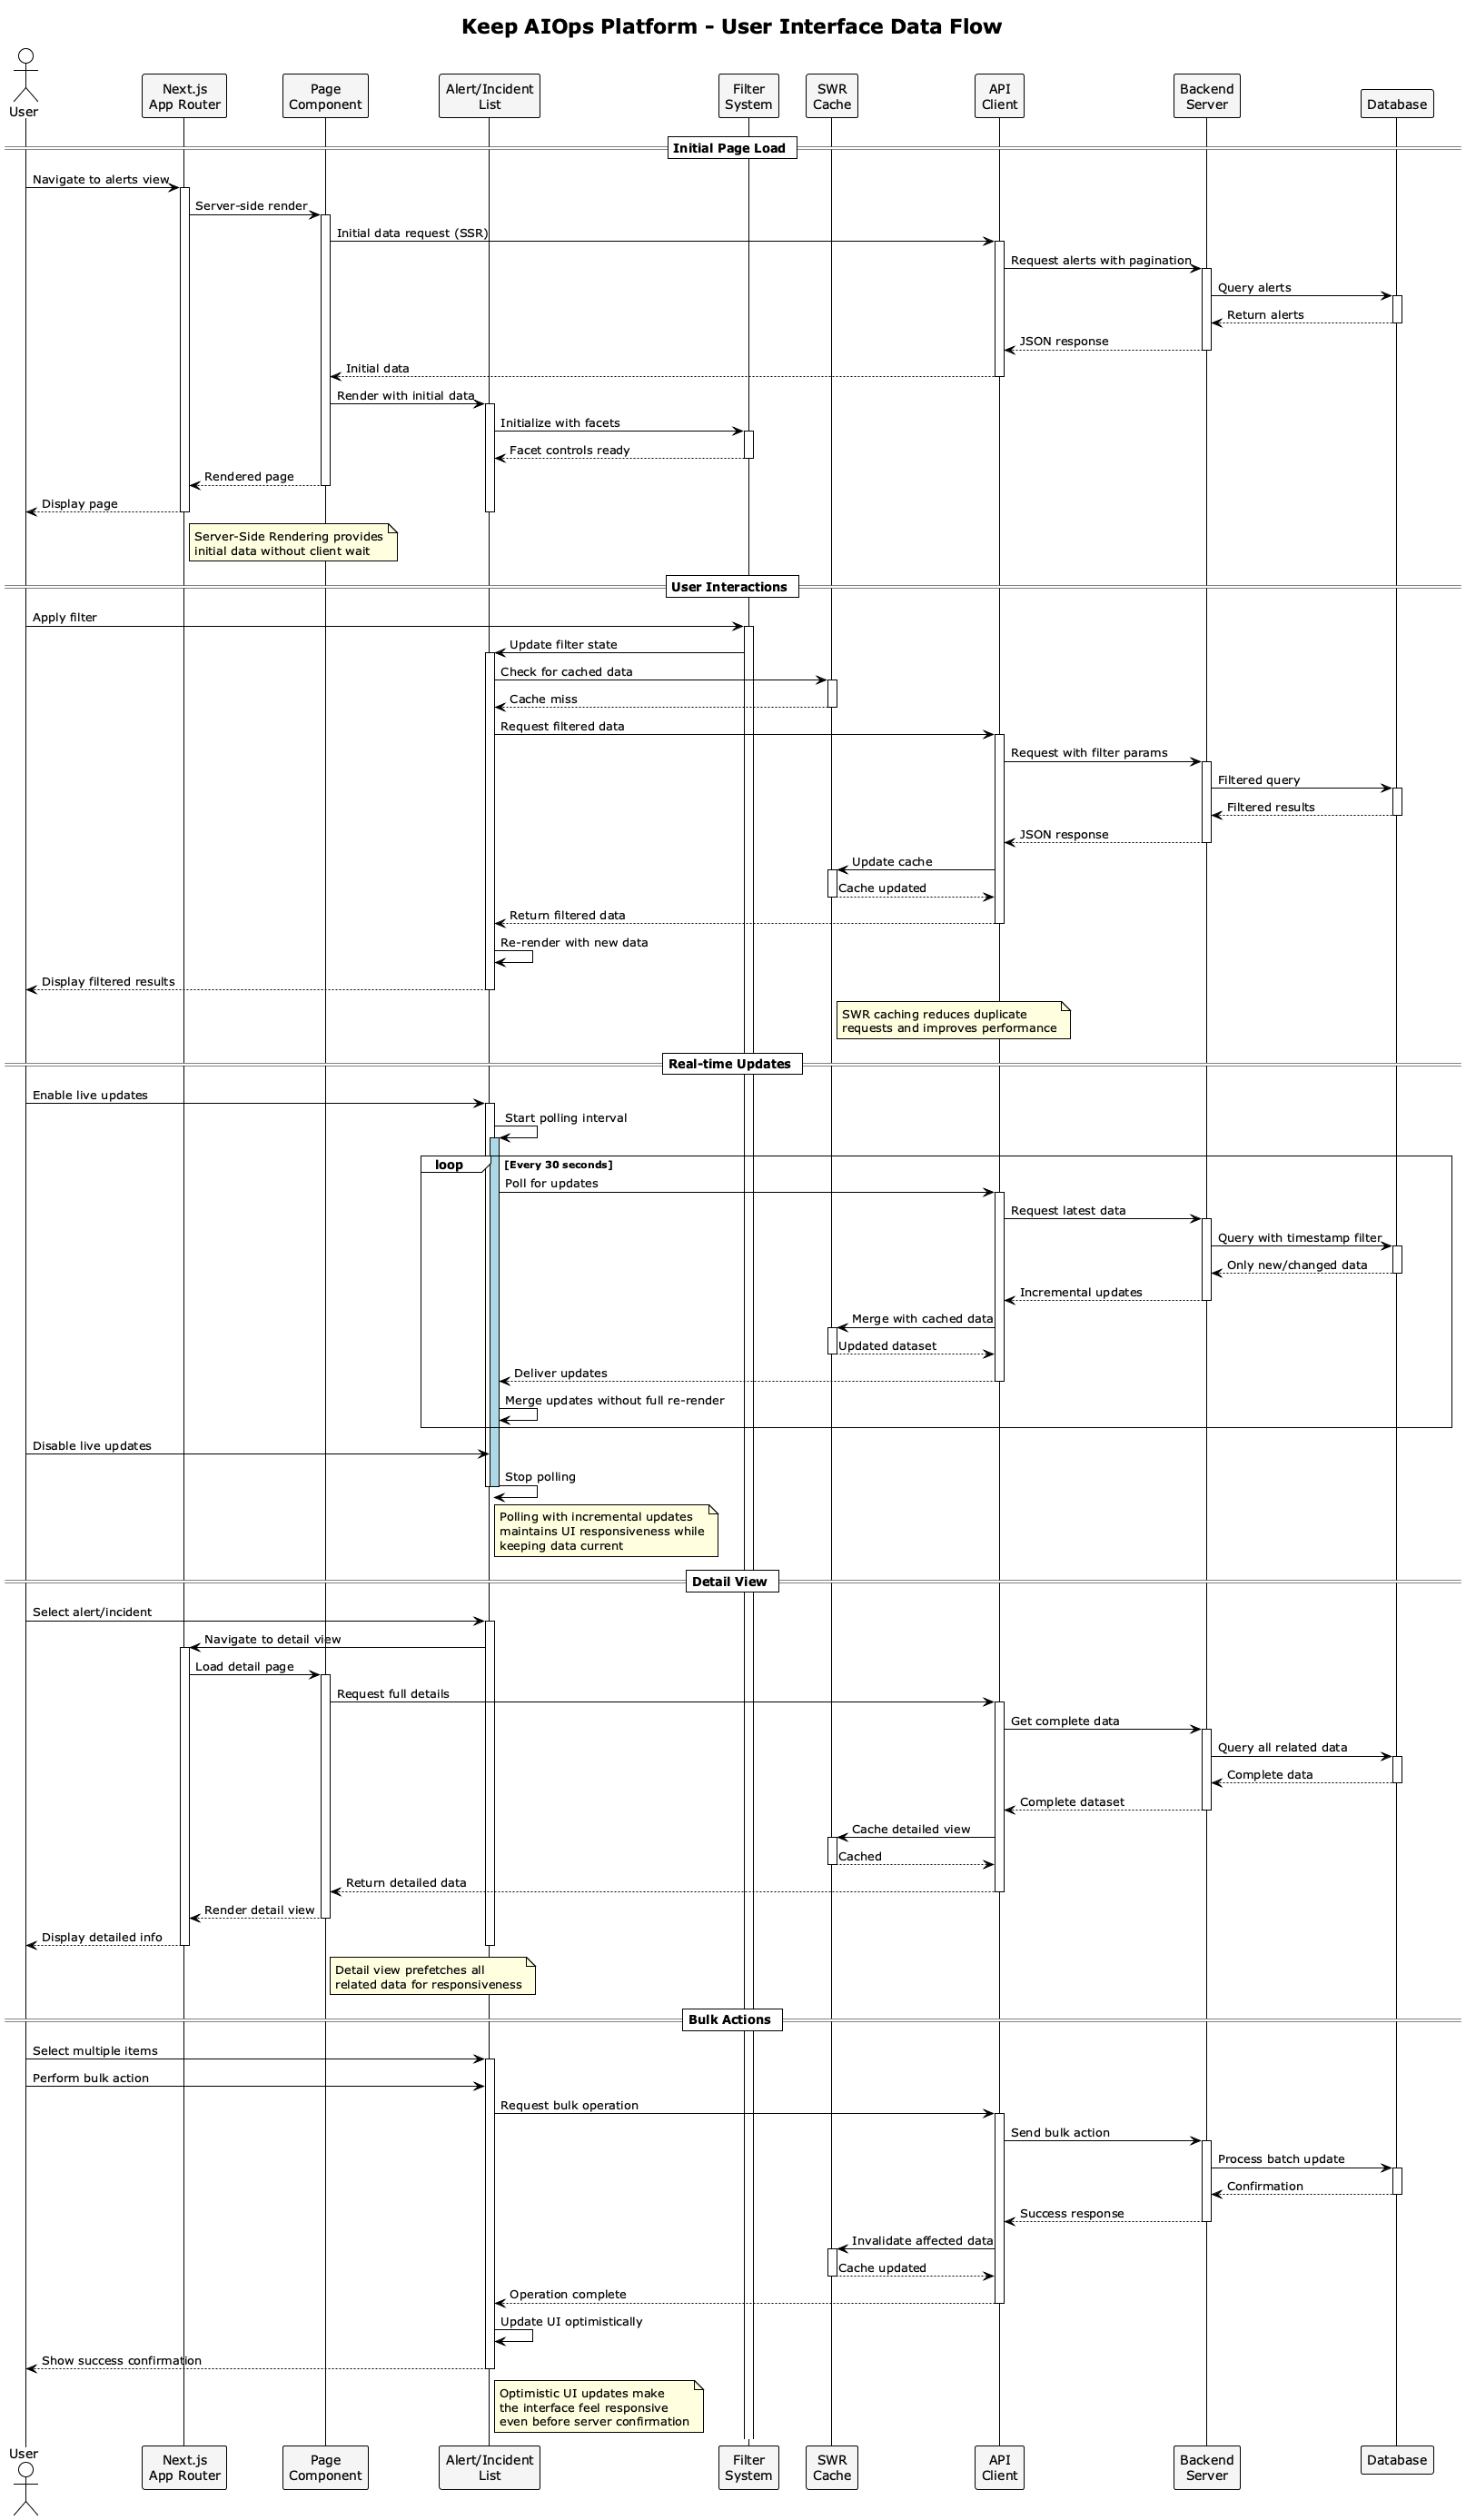 Keep AIOps Platform - User Interface Data Flow
User
Next.js
App Router
Page
Component
Alert/Incident
List
Filter
System
SWR
Cache
API
Client
Backend
Server
Database
Initial Page Load
Navigate to alerts view
Server-side render
Initial data request (SSR)
Request alerts with pagination
Query alerts
Return alerts
JSON response
Initial data
Render with initial data
Initialize with facets
Facet controls ready
Rendered page
Display page
Server-Side Rendering provides
initial data without client wait
User Interactions
Apply filter
Update filter state
Check for cached data
Cache miss
Request filtered data
Request with filter params
Filtered query
Filtered results
JSON response
Update cache
Cache updated
Return filtered data
Re-render with new data
Display filtered results
SWR caching reduces duplicate
requests and improves performance
Real-time Updates
Enable live updates
Start polling interval
loop
[Every 30 seconds]
Poll for updates
Request latest data
Query with timestamp filter
Only new/changed data
Incremental updates
Merge with cached data
Updated dataset
Deliver updates
Merge updates without full re-render
Disable live updates
Stop polling
Polling with incremental updates
maintains UI responsiveness while
keeping data current
Detail View
Select alert/incident
Navigate to detail view
Load detail page
Request full details
Get complete data
Query all related data
Complete data
Complete dataset
Cache detailed view
Cached
Return detailed data
Render detail view
Display detailed info
Detail view prefetches all
related data for responsiveness
Bulk Actions
Select multiple items
Perform bulk action
Request bulk operation
Send bulk action
Process batch update
Confirmation
Success response
Invalidate affected data
Cache updated
Operation complete
Update UI optimistically
Show success confirmation
Optimistic UI updates make
the interface feel responsive
even before server confirmation
User
Next.js
App Router
Page
Component
Alert/Incident
List
Filter
System
SWR
Cache
API
Client
Backend
Server
Database